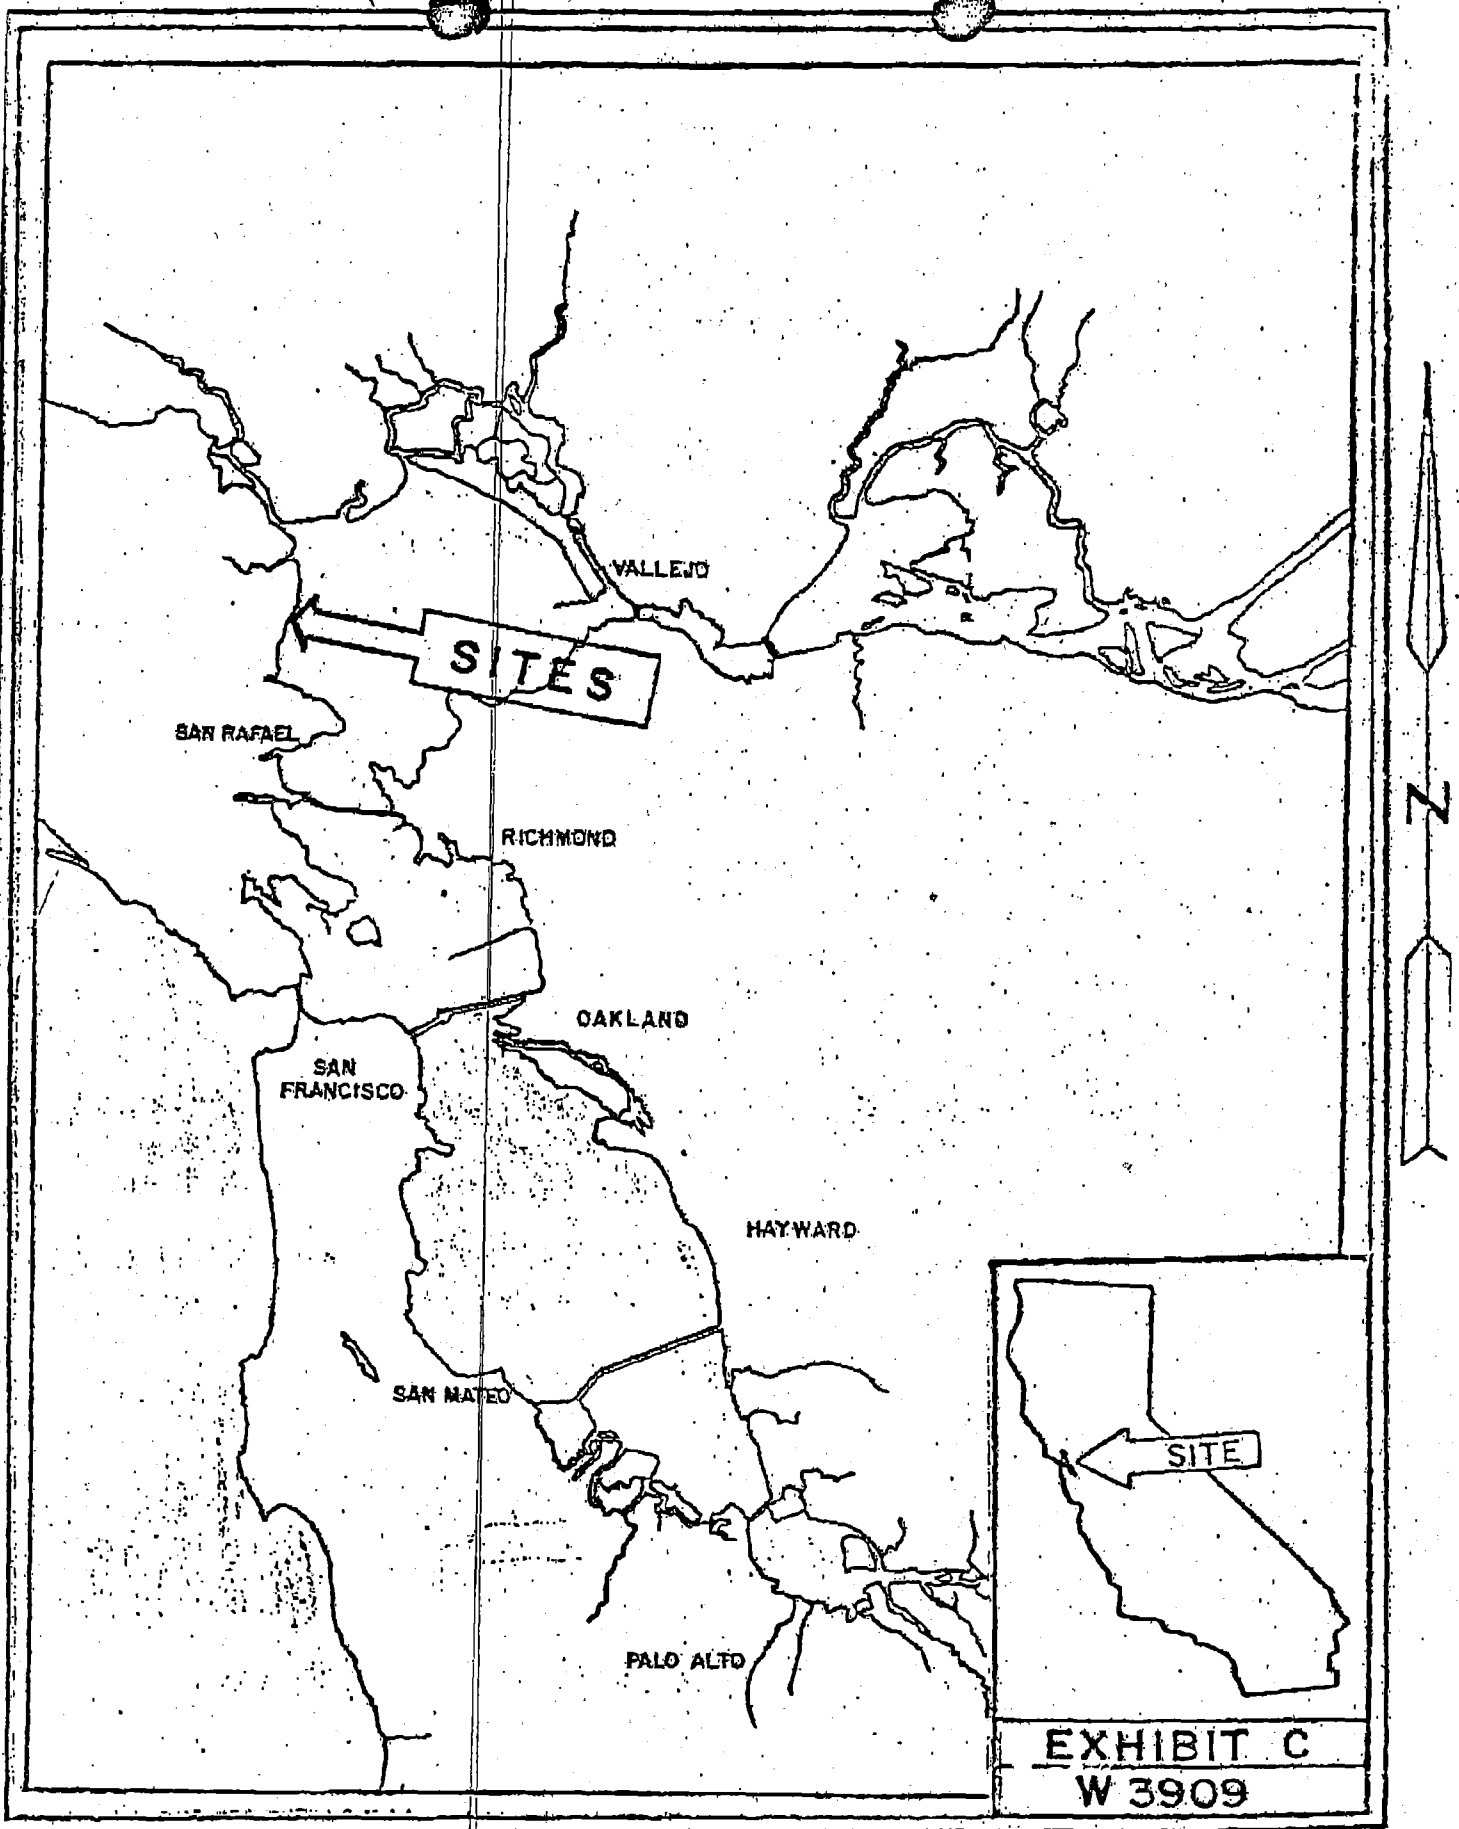 VALLEJO
SITES
SAN RAFAEL
N
RICHMOND
OAKLAND
SAN
FRANCISCO
HAYWARD
SAN MATEO
SITE
PALO ALTO
EXHIBIT C
W 3909